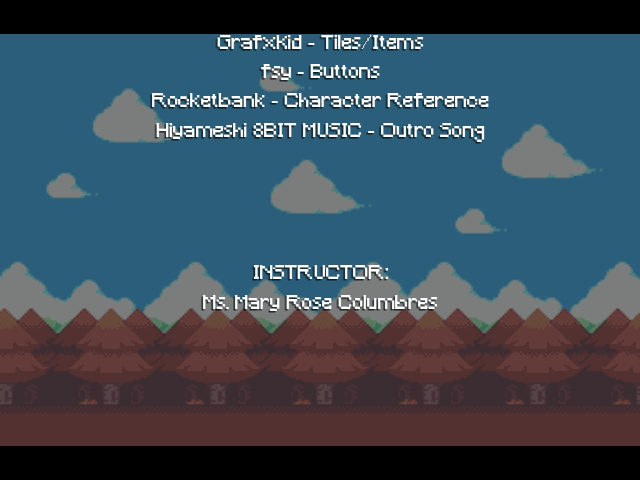 GrafxKid - Tiles/Items
fsy - Buttons
Rocketbank - Character Reference
Hiyameshi 8BIT MUSIC - Outro Song
INSTRUCTOR:
Ms. Mary Rose Columbres